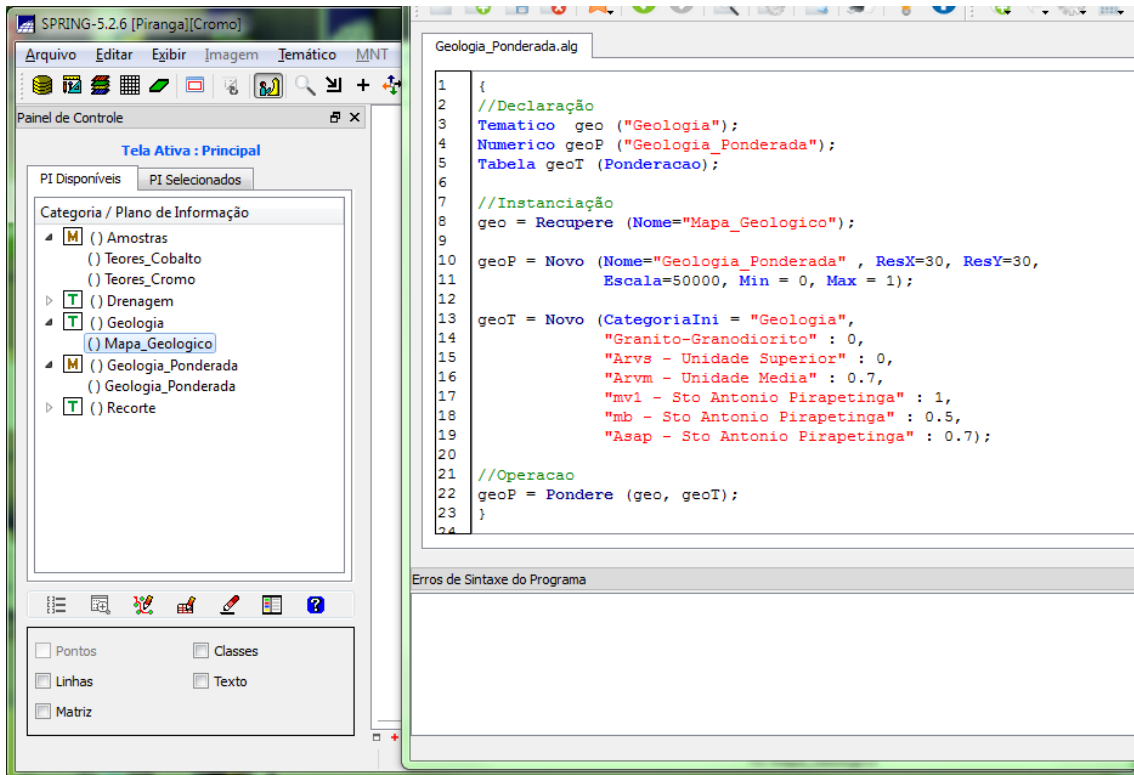 SPRING-5.2.6 [Piranga][Cromo]
Arquivo Editar Exibir Imagem Temático MNT
Painel de Controle
Tela Ativa : Principal
PI Disponíveis PI Selecionados
Categoria / Plano de Informação
M () Amostras
() Teores_Cobalto
() Teores_Cromo
T () Drenagem
T () Geologia
() Mapa_Geologico
M () Geologia_Ponderada
() Geologia_Ponderada
T () Recorte
Pontos Classes
Linhas Texto
Matriz
Geologia_Ponderada.alg
1 {
2 //Declaração
3 Tematico geo ("Geologia");
4 Numerico geoP ("Geologia_Ponderada");
5 Tabela geoT (Ponderacao);
6
7 //Instanciação
8 geo = Recupere (Nome="Mapa_Geologico");
9
10 geoP = Novo (Nome="Geologia_Ponderada" , ResX=30, ResY=30,
11 Escala=50000, Min = 0, Max = 1);
12
13 geoT = Novo (CategoriaIni = "Geologia",
14 "Granito-Granodiorito" : 0,
15 "Arvs - Unidade Superior" : 0,
16 "Arvm - Unidade Media" : 0.7,
17 "mv1 - Sto Antonio Pirapetinga" : 1,
18 "mb - Sto Antonio Pirapetinga" : 0.5,
19 "Asap - Sto Antonio Pirapetinga" : 0.7);
20
21 //Operacao
22 geoP = Pondere (geo, geoT);
23 }
24
Erros de Sintaxe do Programa